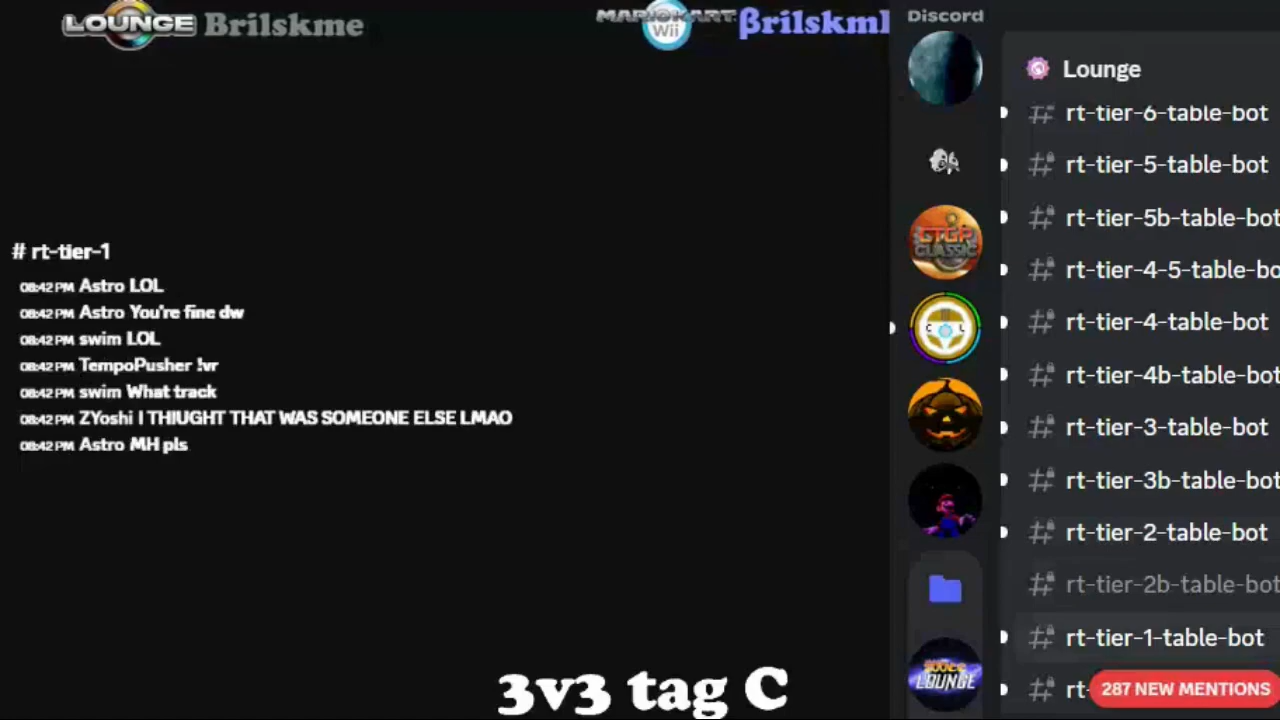 LOUNGE Brilskme
MARIOKART Wii βrilskml
Discord
Lounge
rt-tier-6-table-bot
rt-tier-5-table-bot
GTGP
CLASSIC
rt-tier-5b-table-bot
rt-tier-4-5-table-bo
C L
rt-tier-4-table-bot
rt-tier-4b-table-bot
rt-tier-3-table-bot
rt-tier-3b-table-bot
rt-tier-2-table-bot
rt-tier-2b-table-bot
rt-tier-1-table-bot
LOUNGE
rt-
287 NEW MENTIONS
# rt-tier-1
08:42 PM Astro LOL
08:42 PM Astro You're fine dw
08:42 PM swim LOL
08:42 PM TempoPusher !vr
08:42 PM swim What track
08:42 PM ZYoshi I THIUGHT THAT WAS SOMEONE ELSE LMAO
08:42 PM Astro MH pls
3v3 tag C